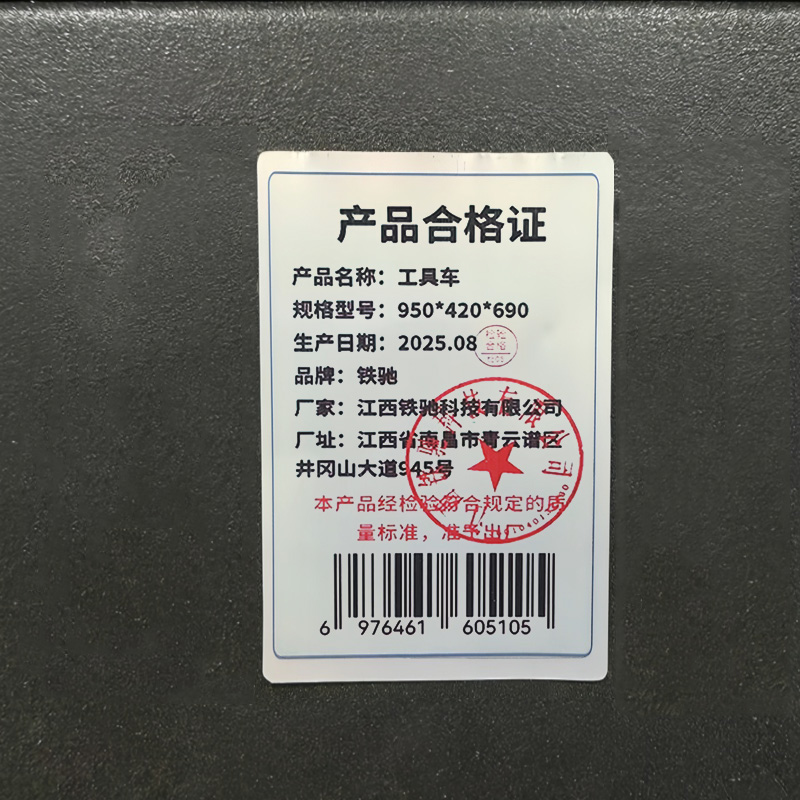 产品合格证
产品名称：工具车
规格型号：950*420*690
生产日期：2025.08
检验
合格
品牌：铁驰
厂家：江西铁驰科技有限公司
厂址：江西省南昌市青云谱区
井冈山大道945号
本产品经检验符合规定的质
量标准，准予出厂
6 976461 605105